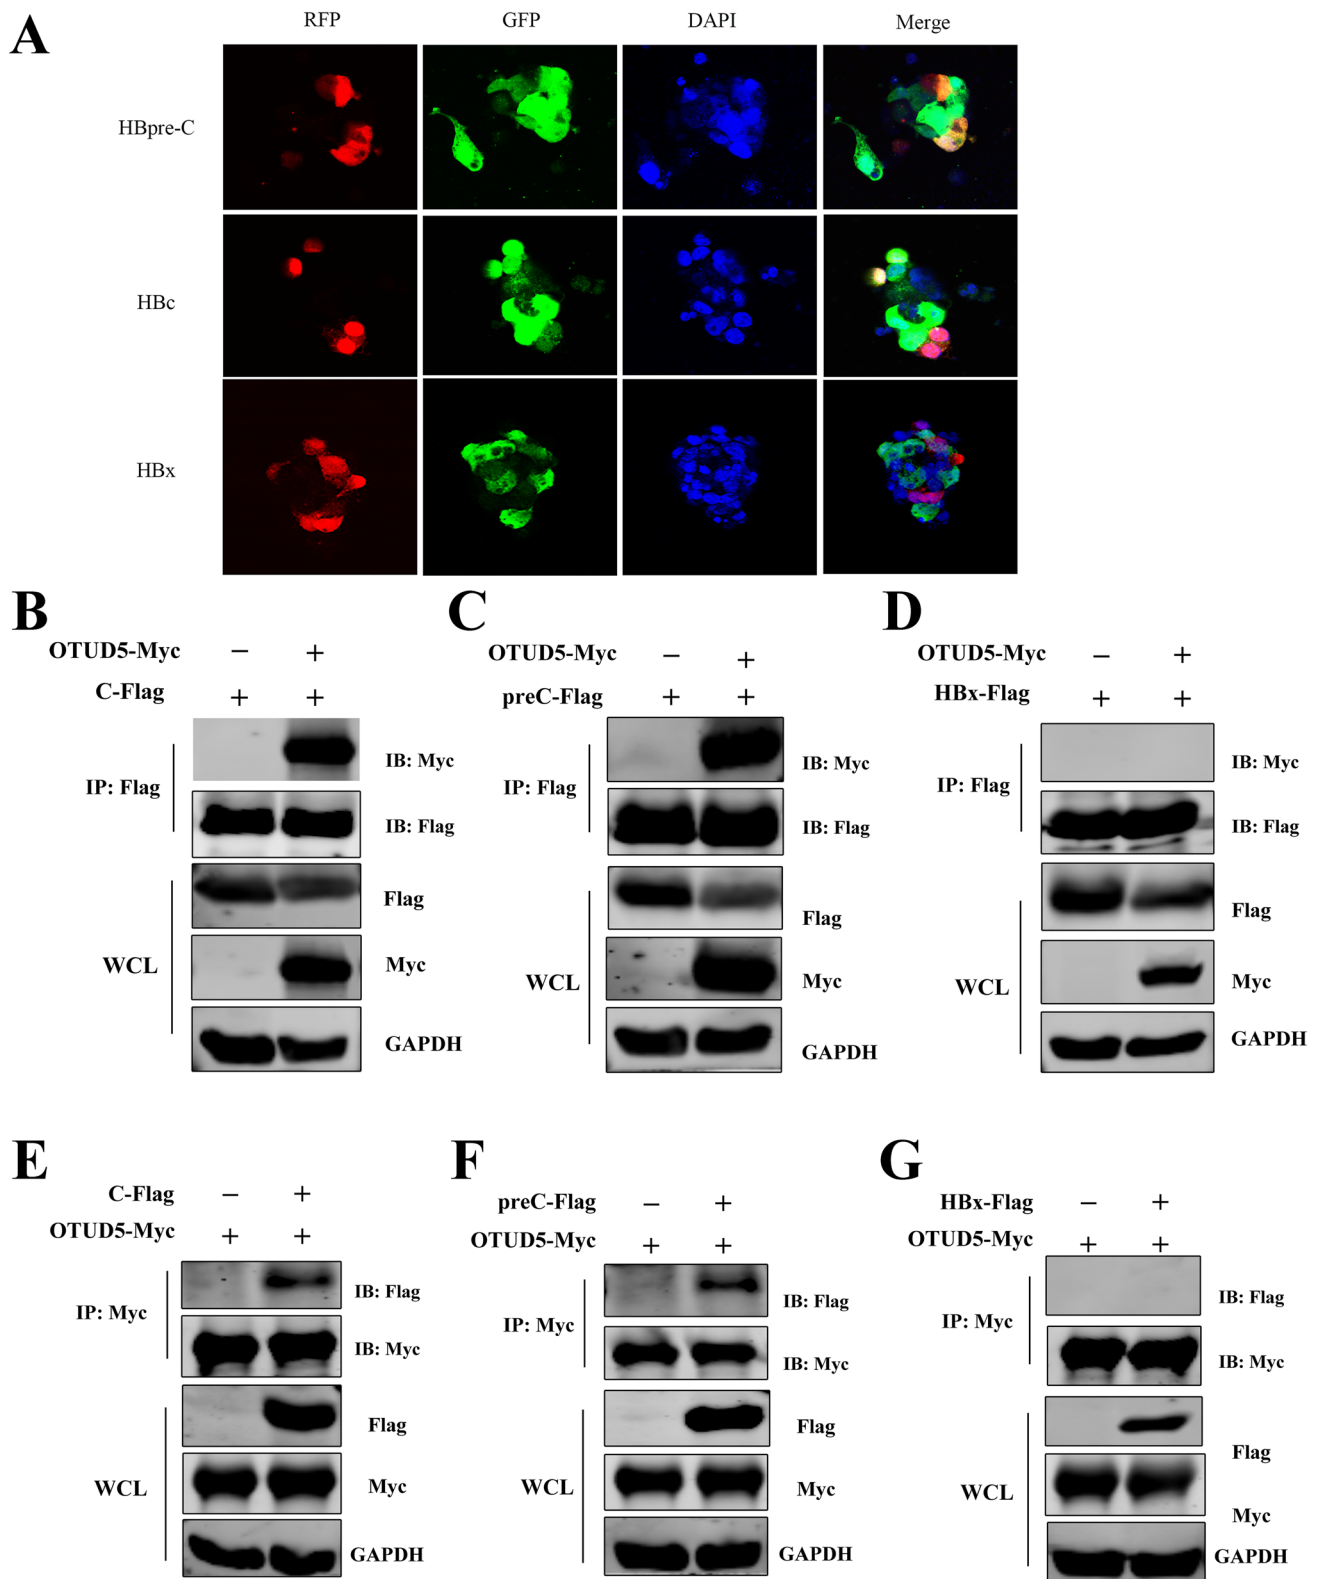 A
RFP GFP DAPI Merge
HBpre-C
HBc
HBx
B
OTUD5-Myc − +
C-Flag + +
IP: Flag
IB: Myc
IB: Flag
WCL
Flag
Myc
GAPDH
C
OTUD5-Myc − +
preC-Flag + +
IP: Flag
IB: Myc
IB: Flag
WCL
Flag
Myc
GAPDH
D
OTUD5-Myc − +
HBx-Flag + +
IP: Flag
IB: Myc
IB: Flag
WCL
Flag
Myc
GAPDH
E
C-Flag − +
OTUD5-Myc + +
IP: Myc
IB: Flag
IB: Myc
WCL
Flag
Myc
GAPDH
F
preC-Flag − +
OTUD5-Myc + +
IP: Myc
IB: Flag
IB: Myc
WCL
Flag
Myc
GAPDH
G
HBx-Flag − +
OTUD5-Myc + +
IP: Myc
IB: Flag
IB: Myc
WCL
Flag
Myc
GAPDH